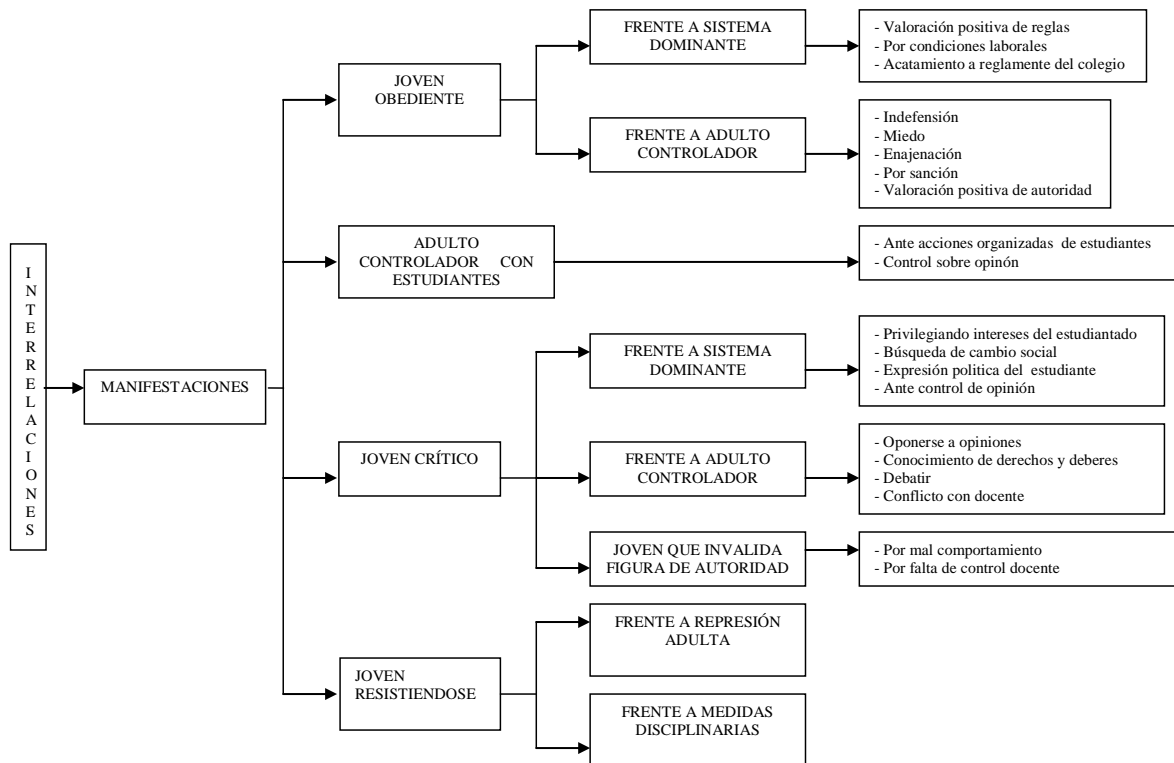 INTERRELACIONES
MANIFESTACIONES
JOVEN
OBEDIENTE
FRENTE A SISTEMA
DOMINANTE
- Valoración positiva de reglas
- Por condiciones laborales
- Acatamiento a reglamente del colegio
FRENTE A ADULTO
CONTROLADOR
- Indefensión
- Miedo
- Enajenación
- Por sanción
- Valoración positiva de autoridad
ADULTO
CONTROLADOR CON
ESTUDIANTES
- Ante acciones organizadas de estudiantes
- Control sobre opinón
JOVEN CRÍTICO
FRENTE A SISTEMA
DOMINANTE
- Privilegiando intereses del estudiantado
- Búsqueda de cambio social
- Expresión politica del estudiante
- Ante control de opinión
FRENTE A ADULTO
CONTROLADOR
- Oponerse a opiniones
- Conocimiento de derechos y deberes
- Debatir
- Conflicto con docente
JOVEN QUE INVALIDA
FIGURA DE AUTORIDAD
- Por mal comportamiento
- Por falta de control docente
JOVEN
RESISTIENDOSE
FRENTE A REPRESIÓN
ADULTA
FRENTE A MEDIDAS
DISCIPLINARIAS